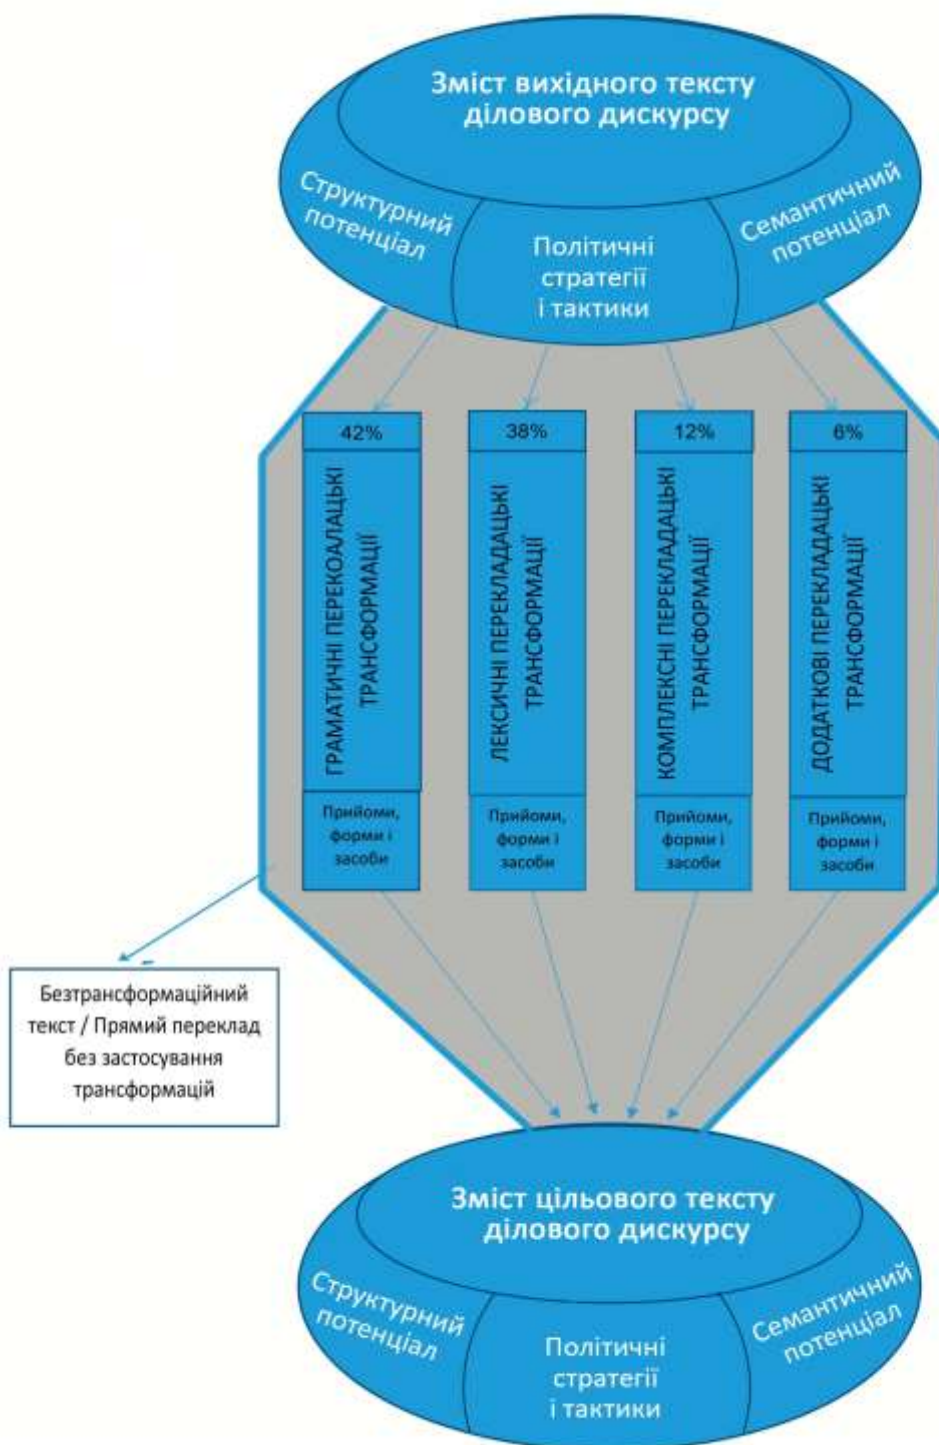 Зміст вихідного тексту
ділового дискурсу
Структурний
потенціал
Політичні
стратегії
і тактики
Семантичний
потенціал
42%
38%
12%
6%
ГРАМАТИЧНІ ПЕРЕКОАЛАЦЬКІ
ТРАНСФОРМАЦІЇ
ЛЕКСИЧНІ ПЕРЕКЛАДАЦЬКІ
ТРАНСФОРМАЦІЇ
КОМПЛЕКСНІ ПЕРЕКЛАДАЦЬКІ
ТРАНСФОРМАЦІЇ
ДОДАТКОВІ ПЕРЕКЛАДАЦЬКІ
ТРАНСФОРМАЦІЇ
Прийоми,
форми і
засоби
Прийоми,
форми і
засоби
Прийоми,
форми і
засоби
Прийоми,
форми і
засоби
Безтрансформаційний
текст / Прямий переклад
без застосування
трансформацій
Зміст цільового тексту
ділового дискурсу
Структурний
потенціал
Політичні
стратегії
і тактики
Семантичний
потенціал